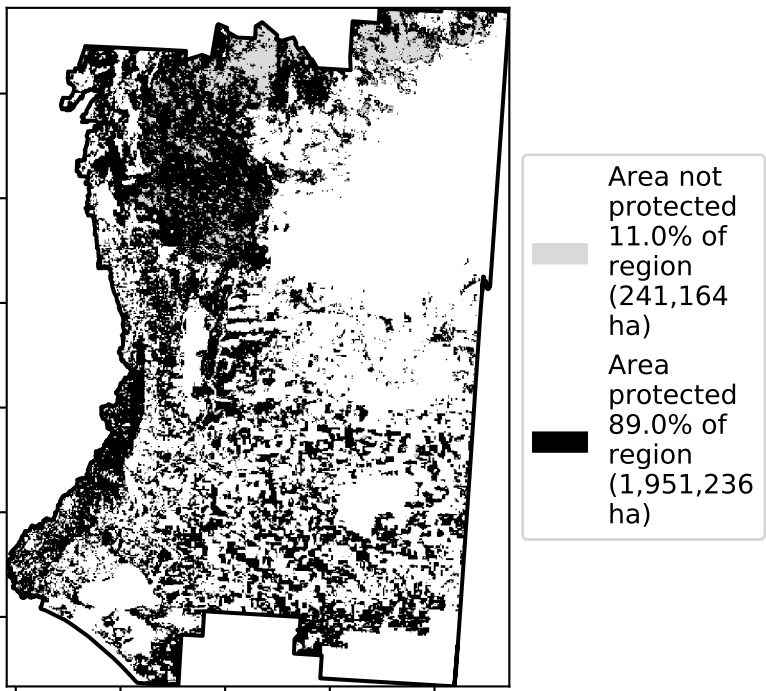 Area not
protected
11.0% of
region
(241,164
ha)
Area
protected
89.0% of
region
(1,951,236
ha)